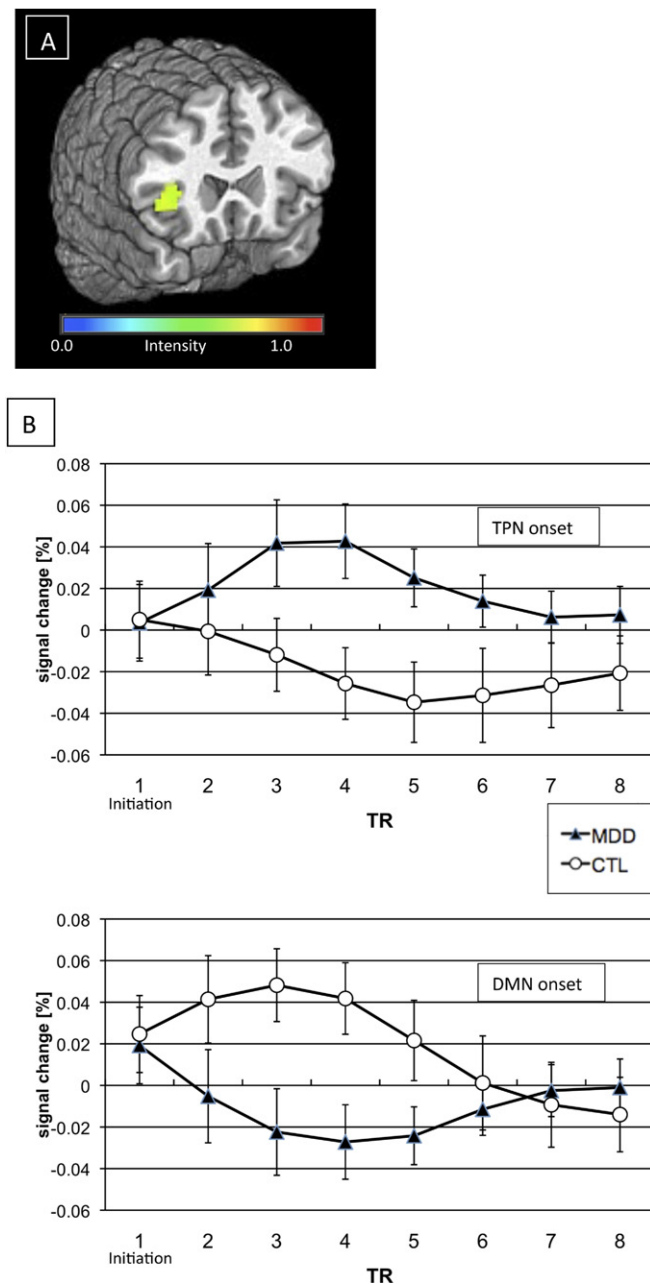 A
0.0 Intensity 1.0
B
0.08
0.06
0.04
0.02
0
-0.02
-0.04
-0.06
signal change [%]
TPN onset
1 2 3 4 5 6 7 8
Initiation
TR
MDD
CTL
0.08
0.06
0.04
0.02
0
-0.02
-0.04
-0.06
signal change [%]
DMN onset
1 2 3 4 5 6 7 8
Initiation
TR